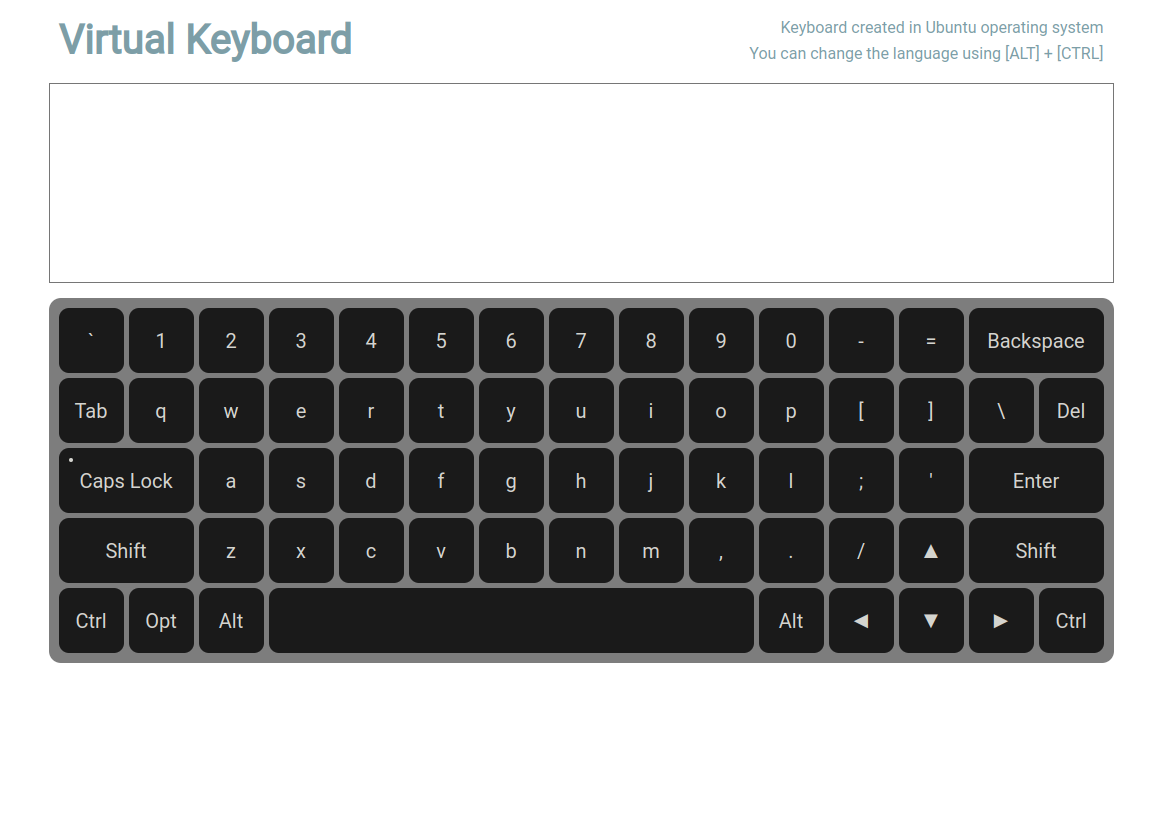 Virtual Keyboard
Keyboard created in Ubuntu operating system
You can change the language using [ALT] + [CTRL]
` 1 2 3 4 5 6 7 8 9 0 - = Backspace
Tab q w e r t y u i o p [ ] \ Del
Caps Lock a s d f g h j k l ; ' Enter
Shift z x c v b n m , . / ▲ Shift
Ctrl Opt Alt Alt ◀ ▼ ▶ Ctrl